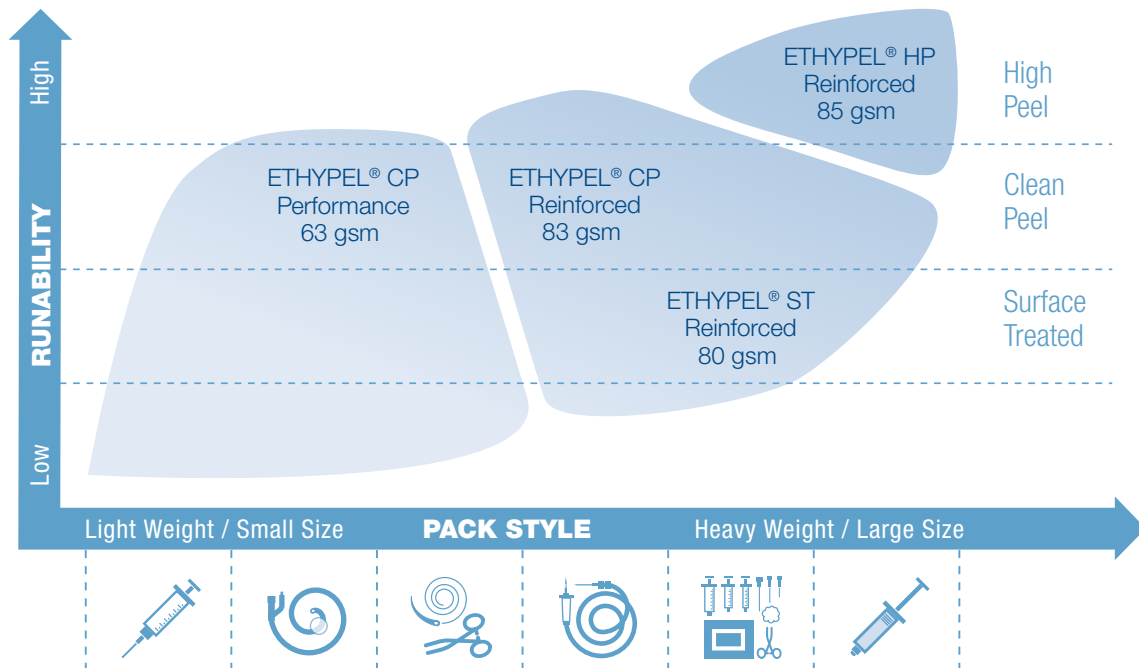 RUNABILITY
High
Low
ETHYPEL® HP
Reinforced
85 gsm
High
Peel
ETHYPEL® CP
Performance
63 gsm
ETHYPEL® CP
Reinforced
83 gsm
Clean
Peel
ETHYPEL® ST
Reinforced
80 gsm
Surface
Treated
Light Weight / Small Size
PACK STYLE
Heavy Weight / Large Size